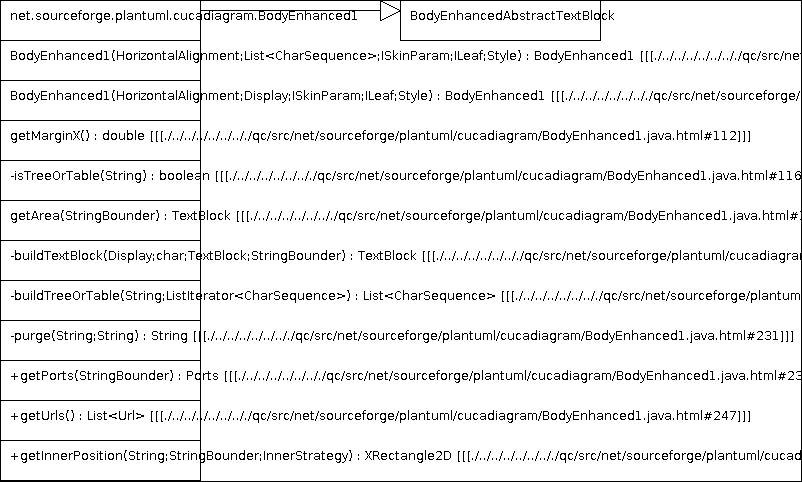 net.sourceforge.plantuml.cucadiagram.BodyEnhanced1
BodyEnhancedAbstractTextBlock
BodyEnhanced1(HorizontalAlignment;List<CharSequence>;ISkinParam;ILeaf;Style) : BodyEnhanced1 [[[./../../../../../../../qc/src/net
BodyEnhanced1(HorizontalAlignment;Display;ISkinParam;ILeaf;Style) : BodyEnhanced1 [[[./../../../../../../../qc/src/net/sourceforge/
getMarginX() : double [[[./../../../../../../../qc/src/net/sourceforge/plantuml/cucadiagram/BodyEnhanced1.java.html#112]]]
-isTreeOrTable(String) : boolean [[[./../../../../../../../qc/src/net/sourceforge/plantuml/cucadiagram/BodyEnhanced1.java.html#116
getArea(StringBounder) : TextBlock [[[./../../../../../../../qc/src/net/sourceforge/plantuml/cucadiagram/BodyEnhanced1.java.html#1
-buildTextBlock(Display;char;TextBlock;StringBounder) : TextBlock [[[./../../../../../../../qc/src/net/sourceforge/plantuml/cucadiagram
-buildTreeOrTable(String;ListIterator<CharSequence>) : List<CharSequence> [[[./../../../../../../../qc/src/net/sourceforge/plantum
-purge(String;String) : String [[[./../../../../../../../qc/src/net/sourceforge/plantuml/cucadiagram/BodyEnhanced1.java.html#231]]]
+getPorts(StringBounder) : Ports [[[./../../../../../../../qc/src/net/sourceforge/plantuml/cucadiagram/BodyEnhanced1.java.html#23
+getUrls() : List<Url> [[[./../../../../../../../qc/src/net/sourceforge/plantuml/cucadiagram/BodyEnhanced1.java.html#247]]]
+getInnerPosition(String;StringBounder;InnerStrategy) : XRectangle2D [[[./../../../../../../../qc/src/net/sourceforge/plantuml/cucad